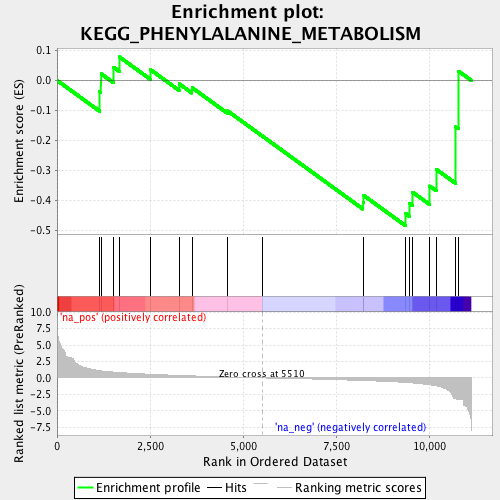 Enrichment plot:
KEGG_PHENYLALANINE_METABOLISM
Enrichment score (ES)
0.1
0.0
-0.1
-0.2
-0.3
-0.4
-0.5
Ranked list metric (PreRanked)
10.0
7.5
5.0
2.5
0.0
-2.5
-5.0
-7.5
'na_pos' (positively correlated)
Zero cross at 5510
'na_neg' (negatively correlated)
0
2,500
5,000
7,500
10,000
Rank in Ordered Dataset
Enrichment profile
Hits
Ranking metric scores